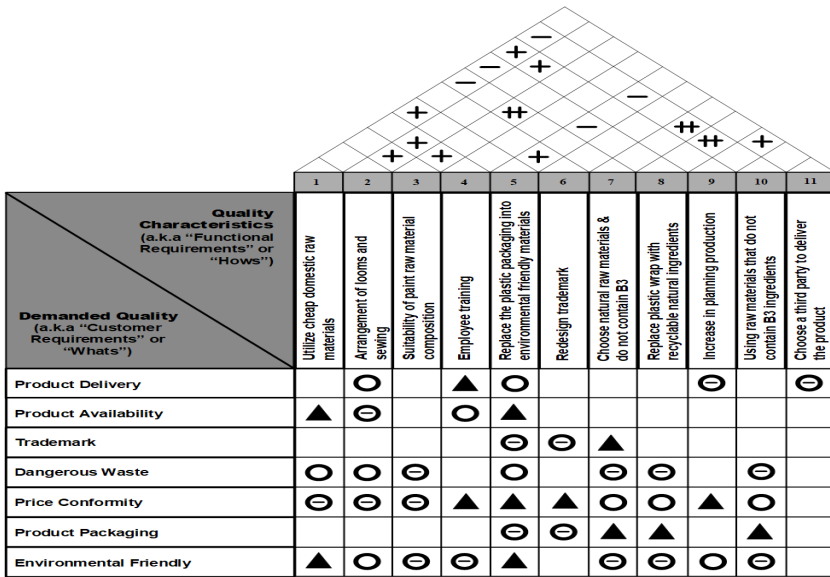 − 
+
− +
−
−
+ ++
− ++
+ ++ +
+ + +
1 2 3 4 5 6 7 8 9 10 11
Quality
Characteristics
(a.k.a “Functional
Requirements” or
“Hows”)
Demanded Quality
(a.k.a “Customer
Requirements” or
“Whats”)
Utilize cheap domestic raw
materials
Arrangement of looms and
sewing
Suitability of paint raw material
composition
Employee training
Replace the plastic packaging into
environmental friendly materials
Redesign trademark
Choose natural raw materials &
do not contain B3
Replace plastic wrap with
recyclable natural ingredients
Increase in planning production
Using raw materials that do not
contain B3 ingredients
Choose a third party to deliver
the product
Product Delivery
Product Availability
Trademark
Dangerous Waste
Price Conformity
Product Packaging
Environmental Friendly